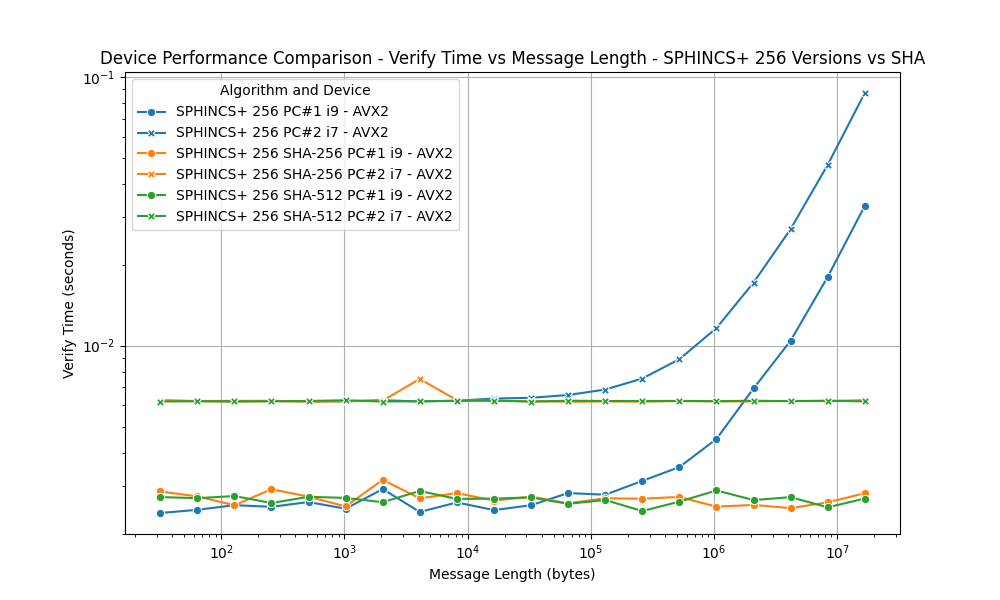 Device Performance Comparison - Verify Time vs Message Length - SPHINCS+ 256 Versions vs SHA
Algorithm and Device
SPHINCS+ 256 PC#1 i9 - AVX2
SPHINCS+ 256 PC#2 i7 - AVX2
SPHINCS+ 256 SHA-256 PC#1 i9 - AVX2
SPHINCS+ 256 SHA-256 PC#2 i7 - AVX2
SPHINCS+ 256 SHA-512 PC#1 i9 - AVX2
SPHINCS+ 256 SHA-512 PC#2 i7 - AVX2
Verify Time (seconds)
10⁻¹
10⁻²
10² 10³ 10⁴ 10⁵ 10⁶ 10⁷
Message Length (bytes)